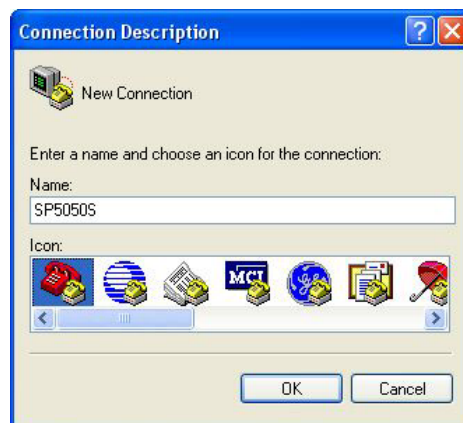 Connection Description
New Connection
Enter a name and choose an icon for the connection:
Name:
SP5050S
Icon:
MCI
OK
Cancel